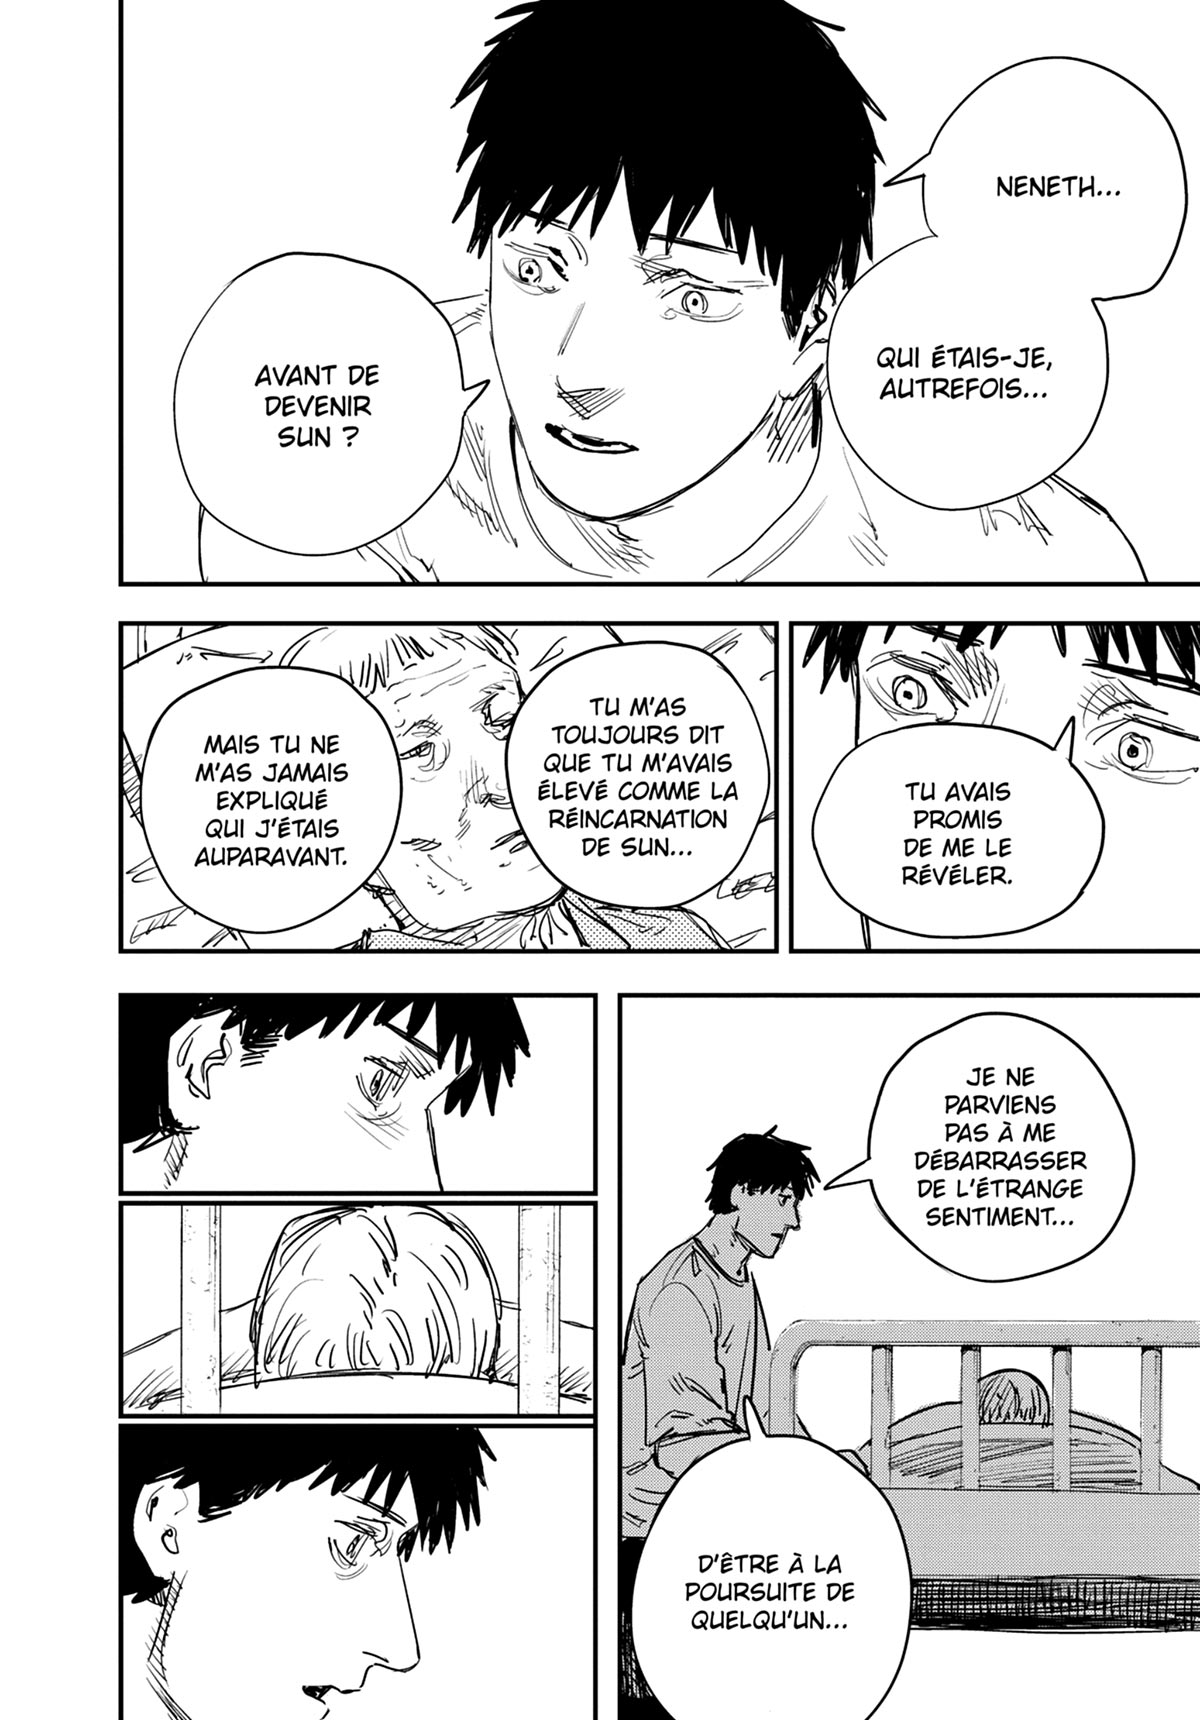 NENETH...
QUI ÉTAIS-JE,
AUTREFOIS...
AVANT DE
DEVENIR
SUN ?
TU AVAIS
PROMIS
DE ME LE
RÉVÉLER.
TU M'AS
TOUJOURS DIT
QUE TU M'AVAIS
ÉLEVÉ COMME LA
RÉINCARNATION
DE SUN...
MAIS TU NE
M'AS JAMAIS
EXPLIQUÉ
QUI J'ÉTAIS
AUPARAVANT.
JE NE
PARVIENS
PAS À ME
DÉBARRASSER
DE L'ÉTRANGE
SENTIMENT...
D'ÊTRE À LA
POURSUITE DE
QUELQU'UN...